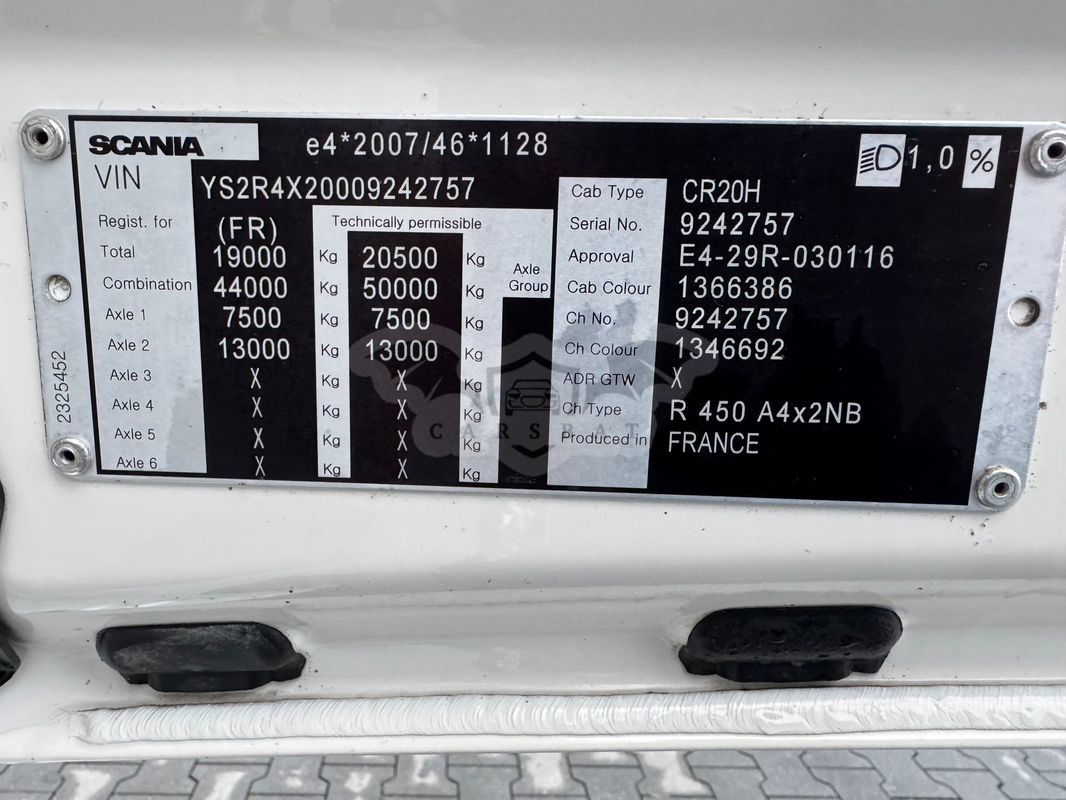 SCANIA e4*2007/46*1128 1,0 %
VIN YS2R4X20009242757 Cab Type CR20H
Regist. for (FR) Technically permissible Serial No. 9242757
Total 19000 Kg 20500 Kg Axle Group Approval E4-29R-030116
Combination 44000 Kg 50000 Kg Cab Colour 1366386
Axle 1 7500 Kg 7500 Kg Ch No. 9242757
Axle 2 13000 Kg 13000 Kg Ch Colour 1346692
Axle 3 X Kg X Kg ADR GTW X
Axle 4 X Kg X Kg Ch Type R 450 A4x2NB
Axle 5 X Kg X Kg Produced in FRANCE
Axle 6 X Kg X Kg
2325452
CARSBAT